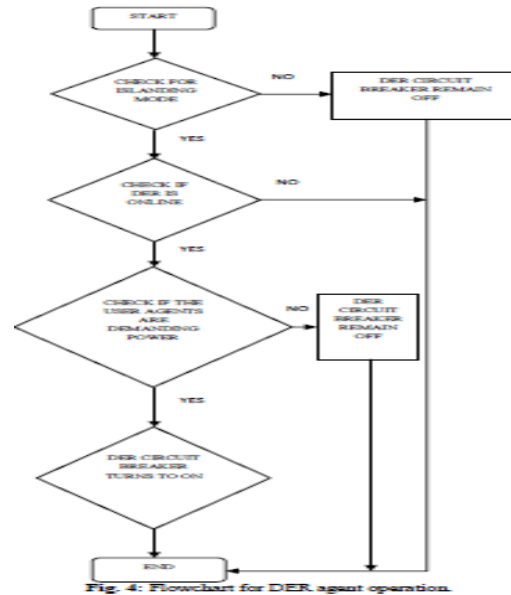 START
CHECK FOR
ISLANDING
MODE
NO
DER CIRCUIT
BREAKER REMAIN
OFF
YES
CHECK IF
DER IS
ONLINE
NO
YES
CHECK IF THE
USER AGENTS
ARE
DEMANDING
POWER
NO
DER
CIRCUIT
BREAKER
REMAIN
OFF
YES
DER CIRCUIT
BREAKER
TURNS TO ON
END
Fig. 4: Flowchart for DER agent operation.